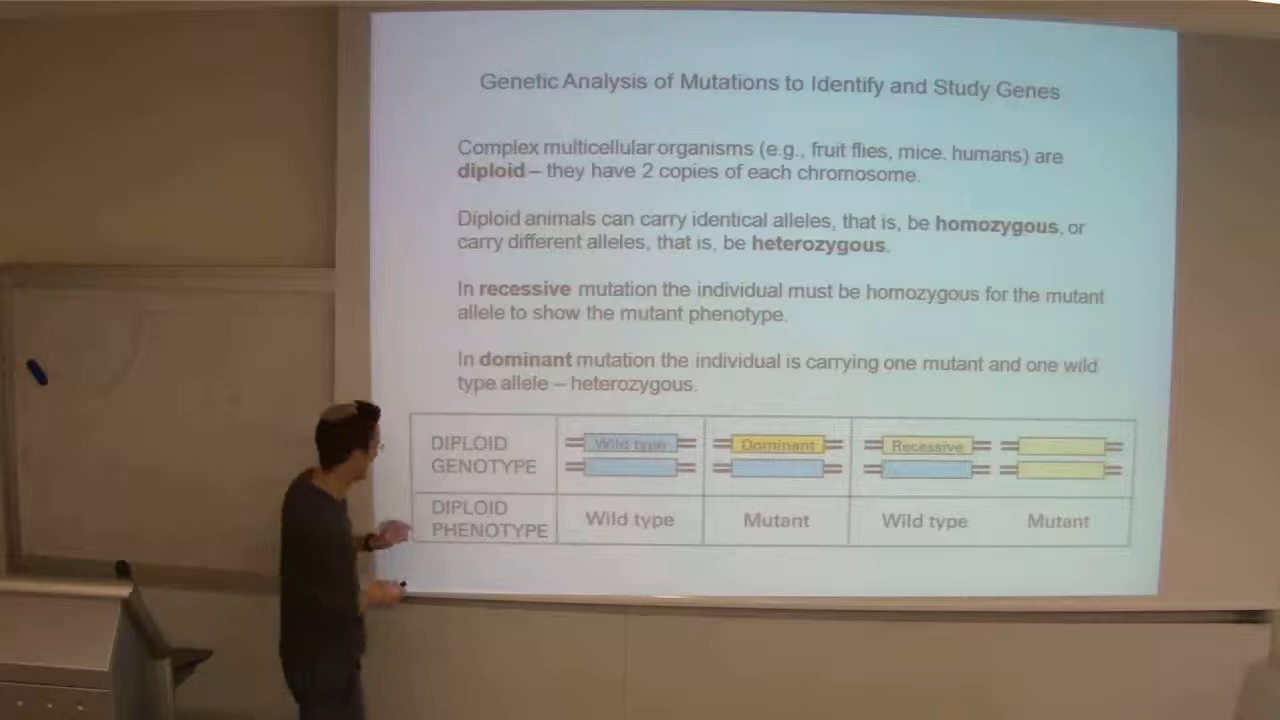 Genetic Analysis of Mutations to Identify and Study Genes
Complex multicellular organisms (e.g., fruit flies, mice. humans) are
diploid – they have 2 copies of each chromosome.
Diploid animals can carry identical alleles, that is, be homozygous, or
carry different alleles, that is, be heterozygous.
In recessive mutation the individual must be homozygous for the mutant
allele to show the mutant phenotype.
In dominant mutation the individual is carrying one mutant and one wild
type allele – heterozygous.
DIPLOID
GENOTYPE
Wild type
Dominant
Recessive
DIPLOID
PHENOTYPE
Wild type
Mutant
Wild type
Mutant